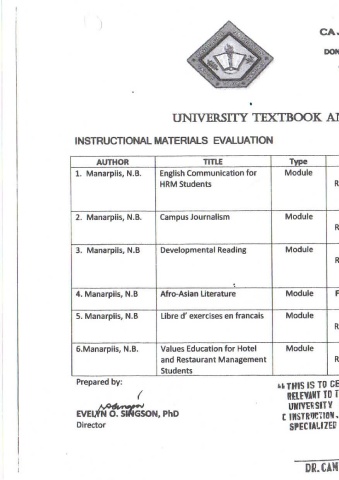 CA
DON
UNIVERSITY TEXTBOOK AN
INSTRUCTIONAL MATERIALS EVALUATION
AUTHOR TITLE Type
1. Manarpiis, N.B. English Communication for Module
HRM Students
R
2. Manarpiis, N.B. Campus Journalism Module
R
3. Manarpiis, N.B Developmental Reading Module
R
4. Manarpiis, N.B Afro-Asian Literature Module F
5. Manarpiis, N.B Libre d' exercises en francais Module
R
6.Manarpiis, N.B. Values Education for Hotel Module
and Restaurant Management R
Students
Prepared by:
EVELYN O. SINGSON, PhD
Director
THIS IS TO CE
RELEVANT TO T
UNIVERSITY
INSTRUCTION.
SPECIALIZED
DR. CAM